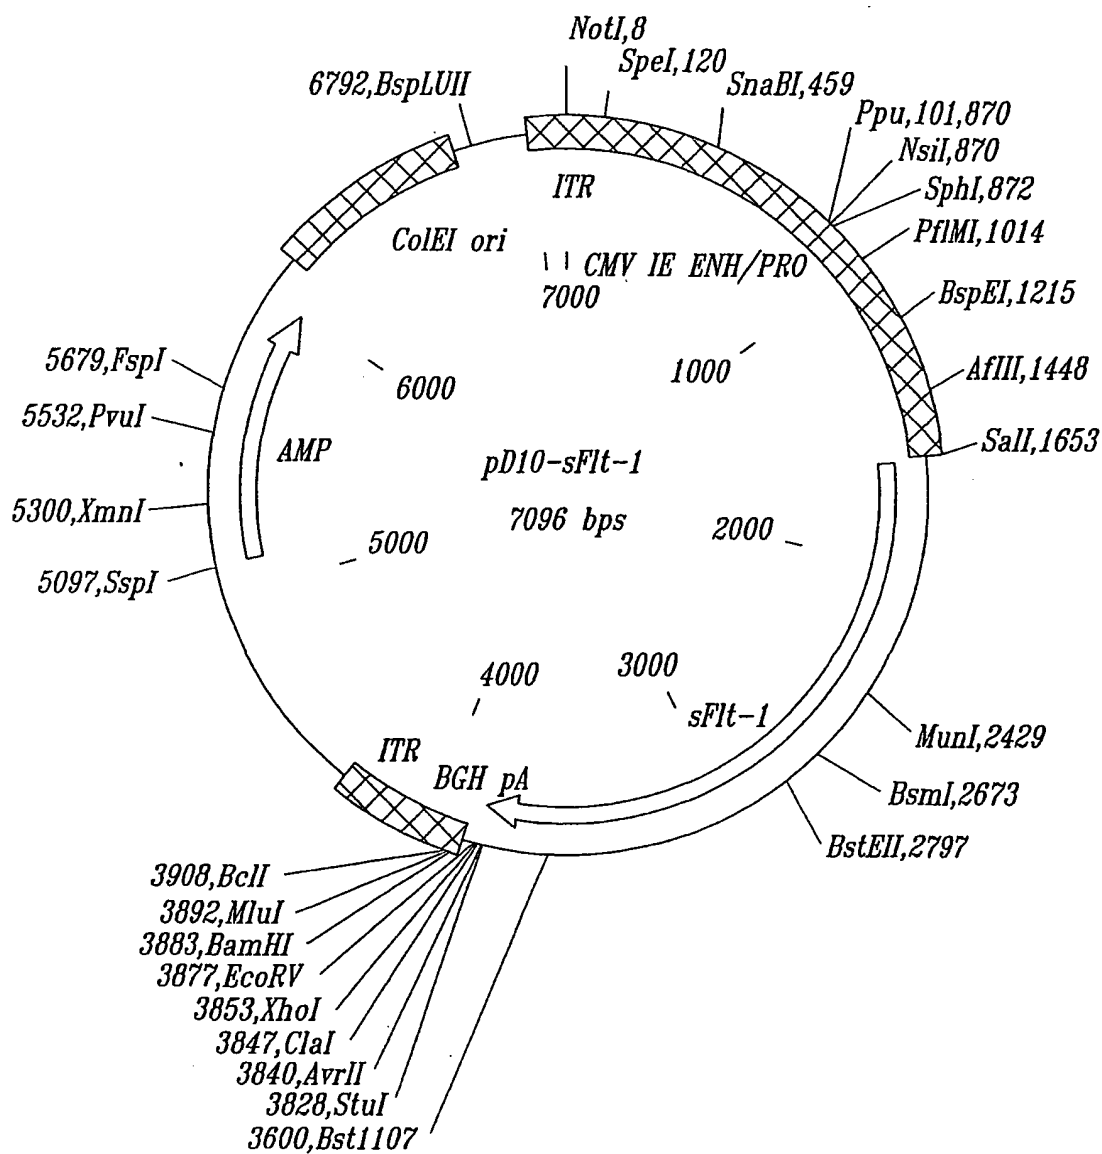 NotI,8
SpeI,120
SnaBI,459
6792,BspLUII
Ppu,101,870
NsiI,870
SphI,872
PflMI,1014
BspEI,1215
AflII,1448
SalI,1653
ITR
ColEI ori
CMV IE ENH/PRO
7000
1000
6000
5679,FspI
5532,PvuI
AMP
pD10-sFlt-1
7096 bps
5300,XmnI
5000
2000
5097,SspI
4000
3000
sFlt-1
MunI,2429
ITR
BGH pA
BsmI,2673
BstEII,2797
3908,BclI
3892,MluI
3883,BamHI
3877,EcoRV
3853,XhoI
3847,ClaI
3840,AvrII
3828,StuI
3600,Bst1107